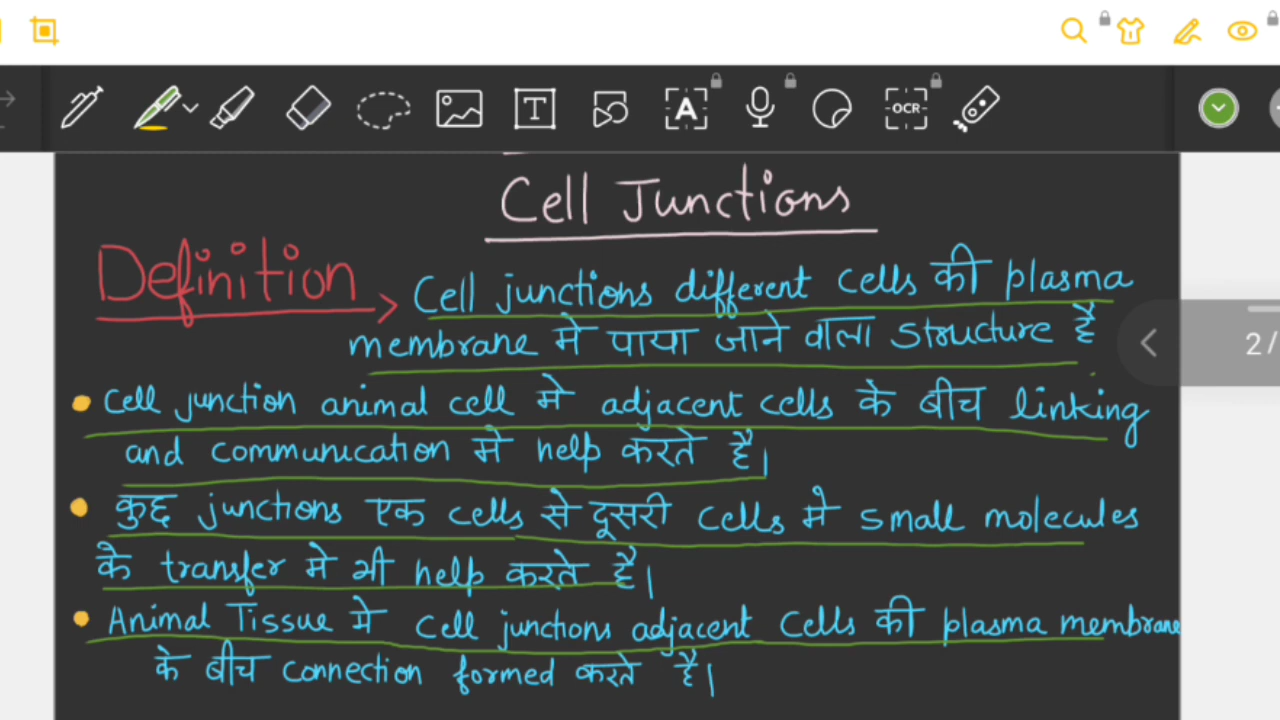 T
A
OCR
Cell Junctions
Definition
Cell junctions different cells की plasma
membrane में पाया जाने वाला structure है
2/
Cell junction animal cell में adjacent cells के बीच linking
and communication में help करते हैं।
कुछ junctions एक cells से दूसरी cells में small molecules
के transfer में भी help करते हैं।
Animal Tissue में cell junctions adjacent cells की plasma membrane
के बीच connection formed करते हैं।